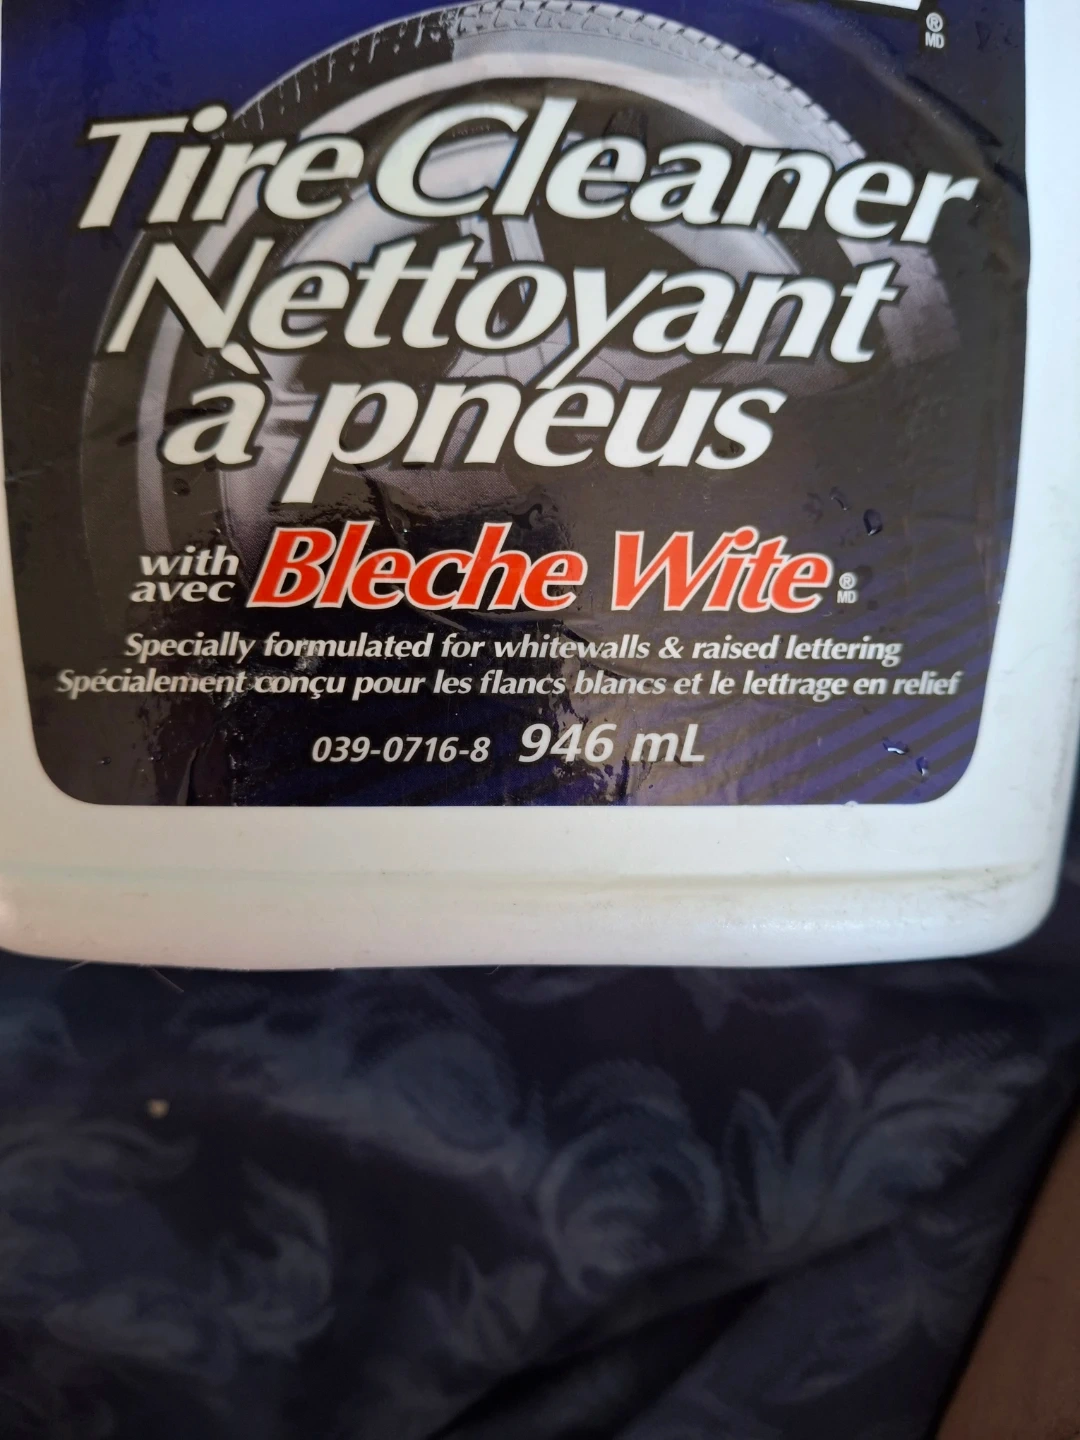 ® MD
Tire Cleaner
Nettoyant
à pneus
with avec Bleche Wite ® MD
Specially formulated for whitewalls & raised lettering
Spécialement conçu pour les flancs blancs et le lettrage en relief
039-0716-8 946 mL